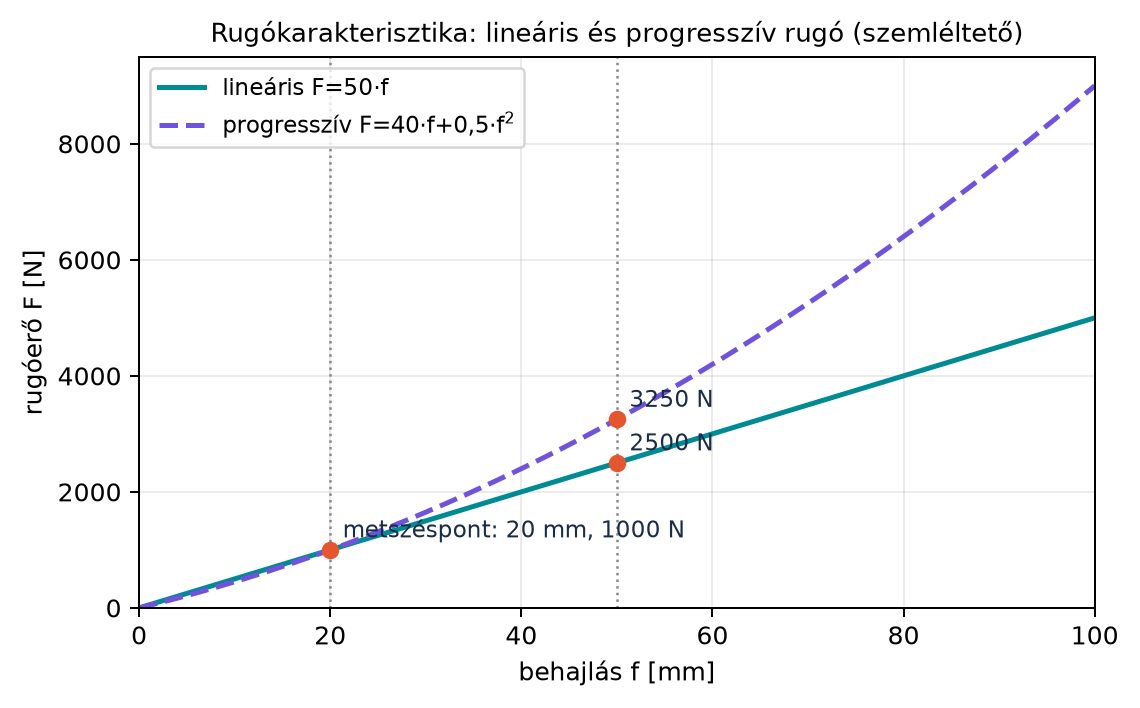 Rugókarakterisztika: lineáris és progresszív rugó (szemléltető)
lineáris F=50·f
progresszív F=40·f+0,5·f²
rugóerő F [N]
8000
6000
4000
2000
0
3250 N
2500 N
metszéspont: 20 mm, 1000 N
0 20 40 60 80 100
behajlás f [mm]